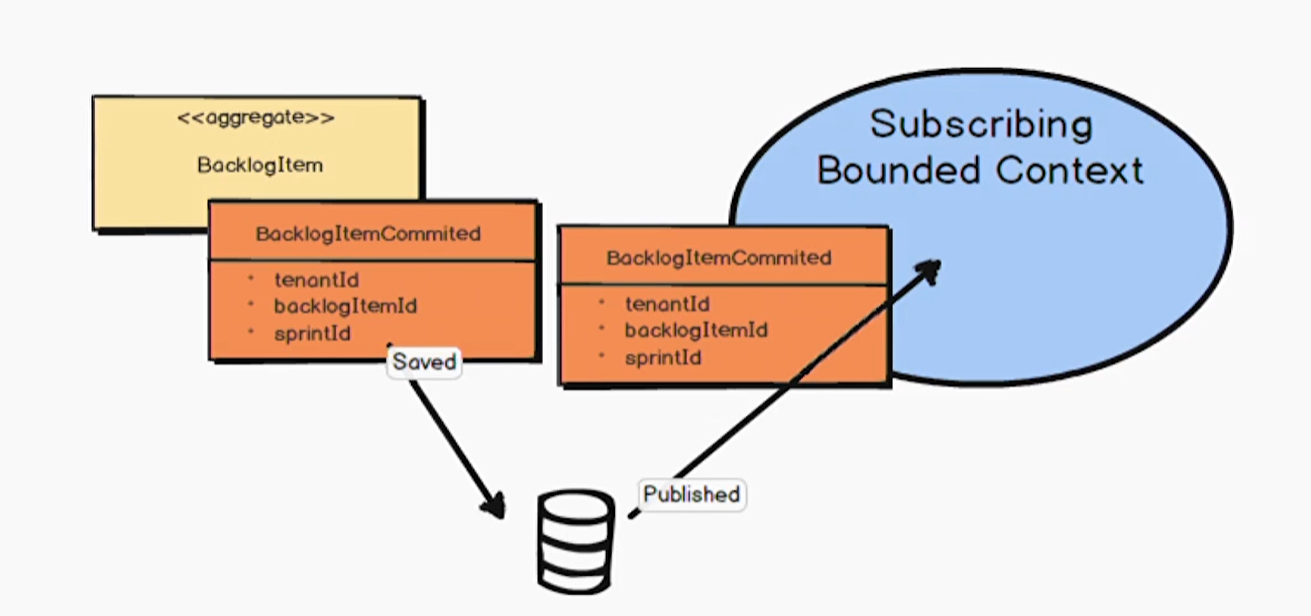 <<aggregate>>
BacklogItem
BacklogItemCommited
tenantId
backlogItemId
sprintId
Saved
BacklogItemCommited
tenantId
backlogItemId
sprintId
Subscribing
Bounded Context
Published